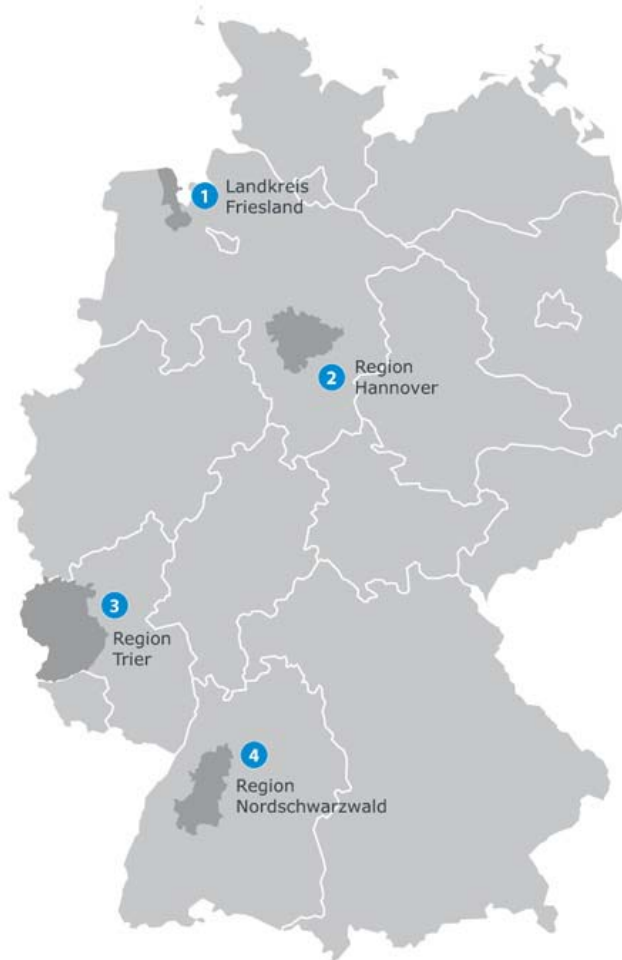 1
Landkreis
Friesland
2
Region
Hannover
3
Region
Trier
4
Region
Nordschwarzwald